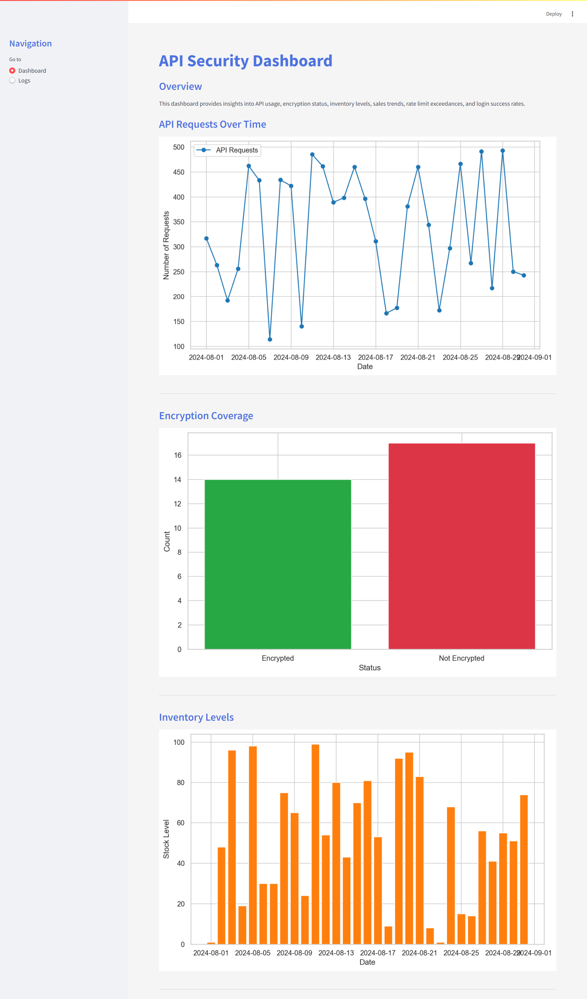 Deploy
Navigation
Go to
Dashboard
Logs
API Security Dashboard
Overview
This dashboard provides insights into API usage, encryption status, inventory levels, sales trends, rate limit exceedances, and login success rates.
API Requests Over Time
API Requests
500
450
400
350
300
250
200
150
100
Number of Requests
2024-08-01 2024-08-05 2024-08-09 2024-08-13 2024-08-17 2024-08-21 2024-08-25 2024-08-29 2024-09-01
Date
Encryption Coverage
16
14
12
10
8
6
4
2
0
Count
Encrypted Not Encrypted
Status
Inventory Levels
100
80
60
40
20
0
Stock Level
2024-08-01 2024-08-05 2024-08-09 2024-08-13 2024-08-17 2024-08-21 2024-08-25 2024-08-29 2024-09-01
Date